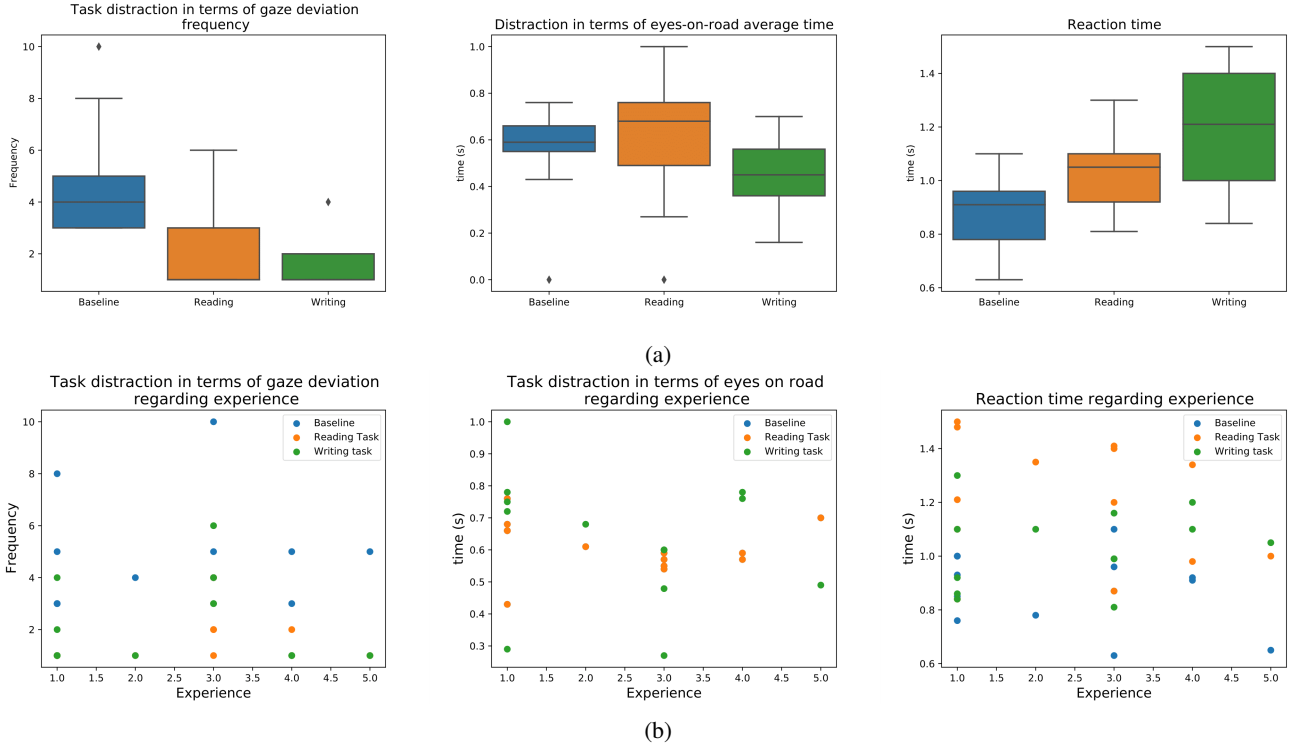 Task distraction in terms of gaze deviation
frequency
Frequency
10
8
6
4
2
Baseline Reading Writing
Distraction in terms of eyes-on-road average time
time (s)
1.0
0.8
0.6
0.4
0.2
0.0
Baseline Reading Writing
Reaction time
time (s)
1.4
1.2
1.0
0.8
0.6
Baseline Reading Writing
(a)
Task distraction in terms of gaze deviation
regarding experience
Frequency
10
8
6
4
2
Baseline
Reading Task
Writing task
1.0 1.5 2.0 2.5 3.0 3.5 4.0 4.5 5.0
Experience
Task distraction in terms of eyes on road
regarding experience
time (s)
1.0
0.9
0.8
0.7
0.6
0.5
0.4
0.3
Baseline
Reading Task
Writing task
1.0 1.5 2.0 2.5 3.0 3.5 4.0 4.5 5.0
Experience
Reaction time regarding experience
time (s)
1.4
1.2
1.0
0.8
0.6
Baseline
Reading Task
Writing task
1.0 1.5 2.0 2.5 3.0 3.5 4.0 4.5 5.0
Experience
(b)